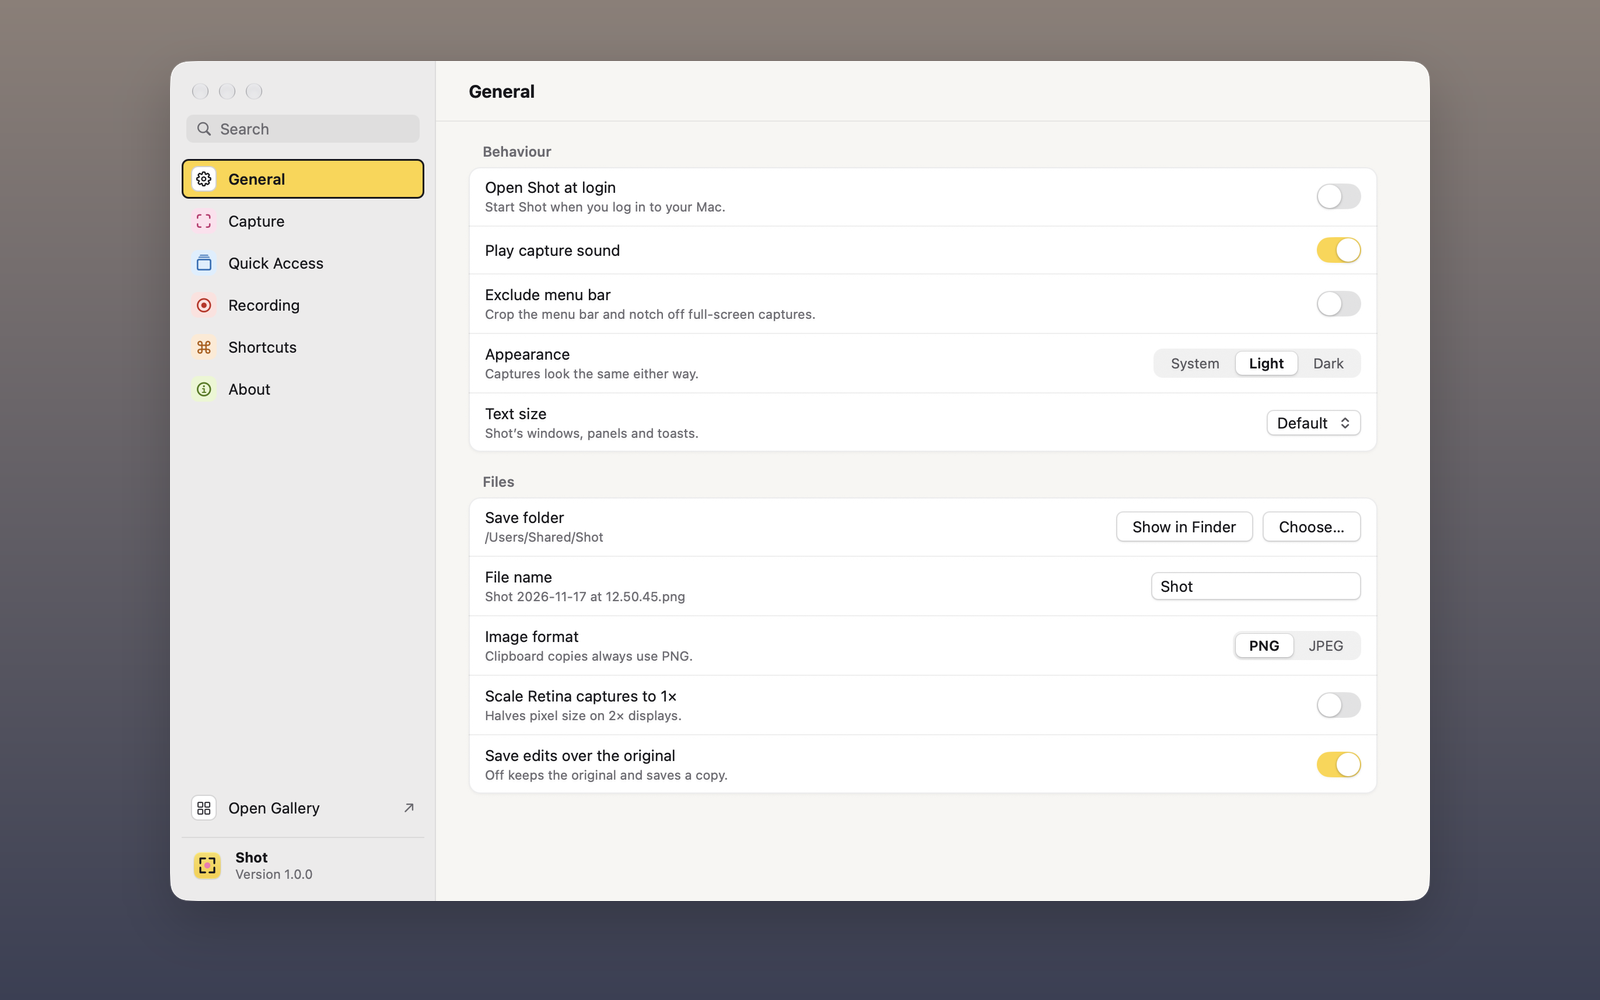 Search
General
Capture
Quick Access
Recording
Shortcuts
About
Open Gallery
Shot
Version 1.0.0
General
Behaviour
Open Shot at login
Start Shot when you log in to your Mac.
Play capture sound
Exclude menu bar
Crop the menu bar and notch off full-screen captures.
Appearance
Captures look the same either way.
System Light Dark
Text size
Shot’s windows, panels and toasts.
Default
Files
Save folder
/Users/Shared/Shot
Show in Finder Choose...
File name
Shot 2026-11-17 at 12.50.45.png
Shot
Image format
Clipboard copies always use PNG.
PNG JPEG
Scale Retina captures to 1×
Halves pixel size on 2× displays.
Save edits over the original
Off keeps the original and saves a copy.